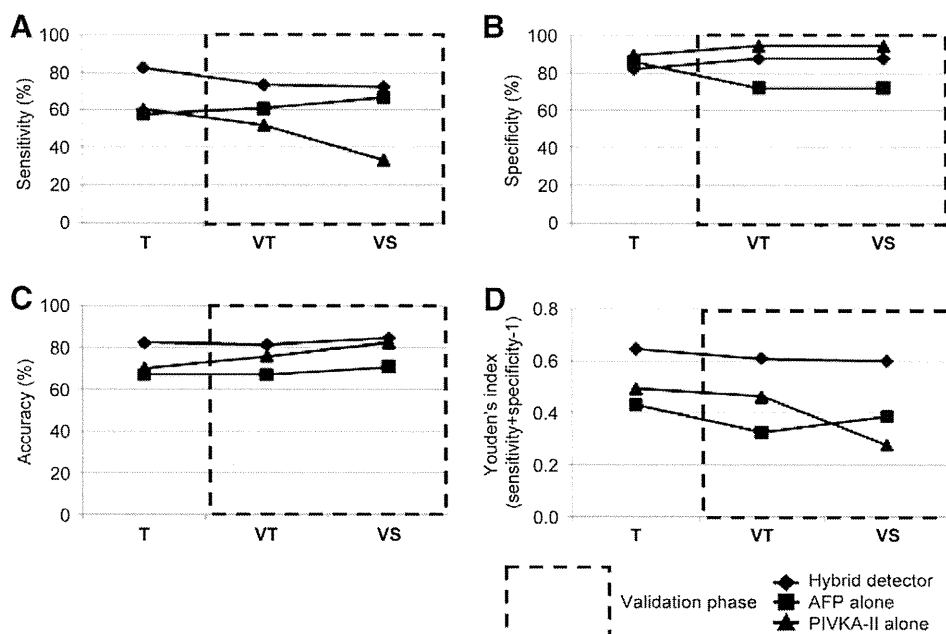 A
100
80
60
40
20
0
Sensitivity (%)
T VT VS
B
100
80
60
40
20
0
Specificity (%)
T VT VS
C
100
80
60
40
20
0
Accuracy (%)
T VT VS
D
0.8
0.6
0.4
0.2
0.0
Youden's index
(sensitivity+specificity-1)
T VT VS
Validation phase
Hybrid detector
AFP alone
PIVKA-II alone